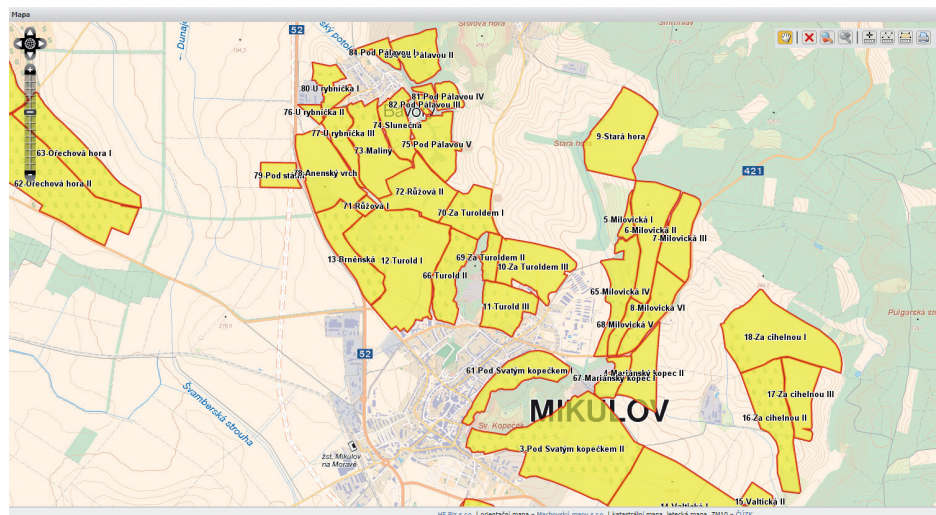 Mapa
52
84 Pod Pálavou I
Pod Pálavou II
80 U rybníčka I
81 Pod Pálavou IV
82 Pod Pálavou III
76 U rybníčka II
74 Slunečná
77 U rybníčka III
9 Stará hora
Stará hora
63 Ořechová hora I
73 Maliny
75 Pod Pálavou V
421
79 Pod
78 Anenský vrch
62 Ořechová hora II
72 Růžová II
71 Růžová I
70 Za Turoldem I
5 Milovická I
6 Milovická II
7 Milovická III
13 Brněnská
12 Turold I
69 Za Turoldem II
10 Za Turoldem III
66 Turold II
65 Milovická IV
11 Turold III
8 Milovická VI
68 Milovická V
18 Za cihelnou I
52
61 Pod Svatým kopečkem I
Mariánský kopec II
67 Mariánský kopec I
17 Za cihelnou III
Švamberská strouha
MIKULOV
16 Za cihelnou II
Sv. Kopeček
3 Pod Svatým kopečkem II
žst. Mikulov
na Moravě
15 Valtická II
14 Valtická I